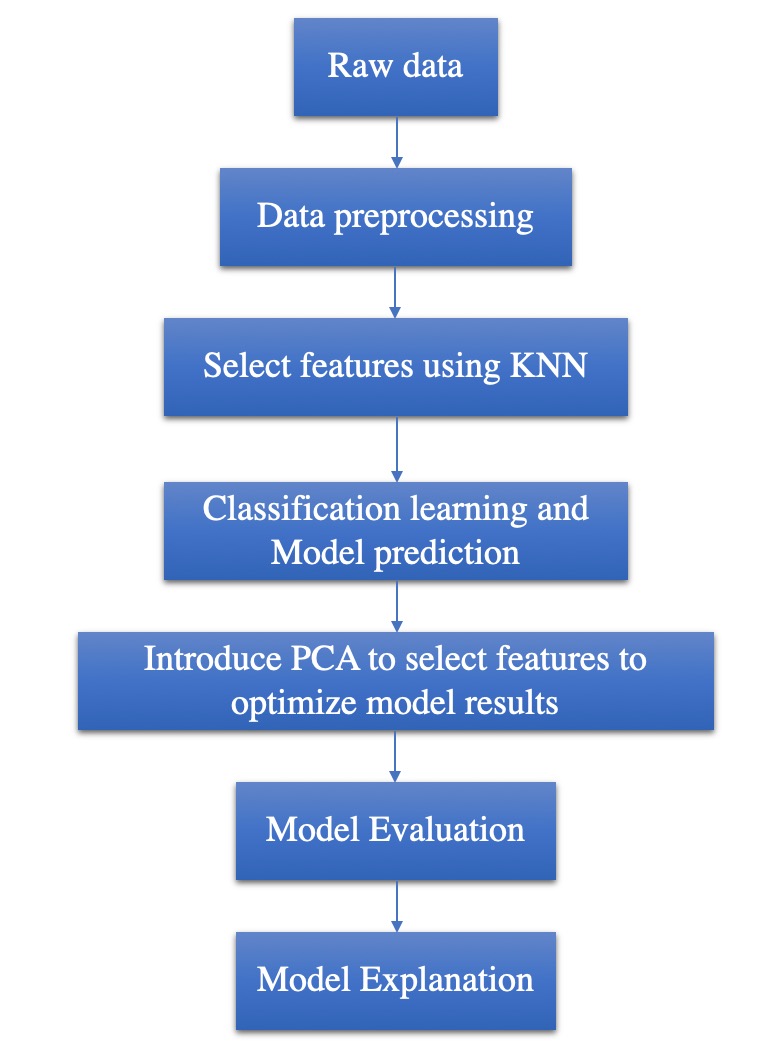 Raw data
Data preprocessing
Select features using KNN
Classification learning and
Model prediction
Introduce PCA to select features to
optimize model results
Model Evaluation
Model Explanation